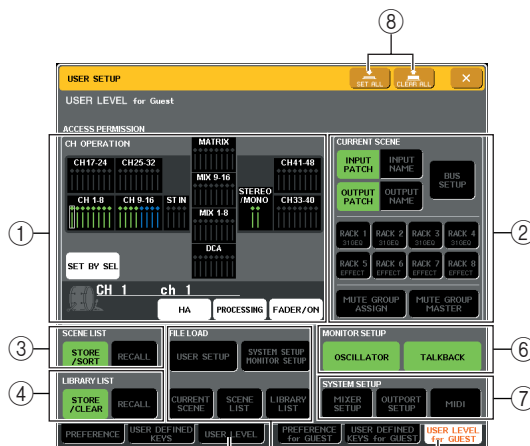 ⑧
USER SETUP
SET ALL
CLEAR ALL
×
USER LEVEL for Guest
ACCESS PERMISSION
CH OPERATION
MATRIX
CH17-24
CH25-32
CH41-48
MIX 9-16
CH 1-8
CH 9-16
ST IN
STEREO
/MONO
CH33-40
MIX 1-8
DCA
SET BY SEL
CH 1
ch 1
HA
PROCESSING
FADER/ON
①
CURRENT SCENE
INPUT
PATCH
INPUT
NAME
BUS
SETUP
OUTPUT
PATCH
OUTPUT
NAME
RACK 1
31GEQ
RACK 2
31GEQ
RACK 3
31GEQ
RACK 4
31GEQ
RACK 5
EFFECT
RACK 6
EFFECT
RACK 7
EFFECT
RACK 8
EFFECT
MUTE GROUP
ASSIGN
MUTE GROUP
MASTER
②
③
SCENE LIST
STORE
/SORT
RECALL
④
LIBRARY LIST
STORE
/CLEAR
RECALL
FILE LOAD
USER SETUP
SYSTEM SETUP
MONITOR SETUP
CURRENT
SCENE
SCENE
LIST
LIBRARY
LIST
MONITOR SETUP
OSCILLATOR
TALKBACK
⑥
SYSTEM SETUP
MIXER
SETUP
OUTPORT
SETUP
MIDI
⑦
PREFERENCE
USER DEFINED
KEYS
USER LEVEL
PREFERENCE
for GUEST
USER DEFINED
KEYS for GUEST
USER LEVEL
for GUEST